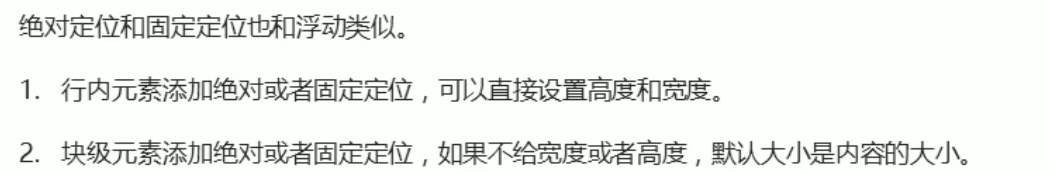 绝对定位和固定定位也和浮动类似。
1. 行内元素添加绝对或者固定定位，可以直接设置高度和宽度。
2. 块级元素添加绝对或者固定定位，如果不给宽度或者高度，默认大小是内容的大小。